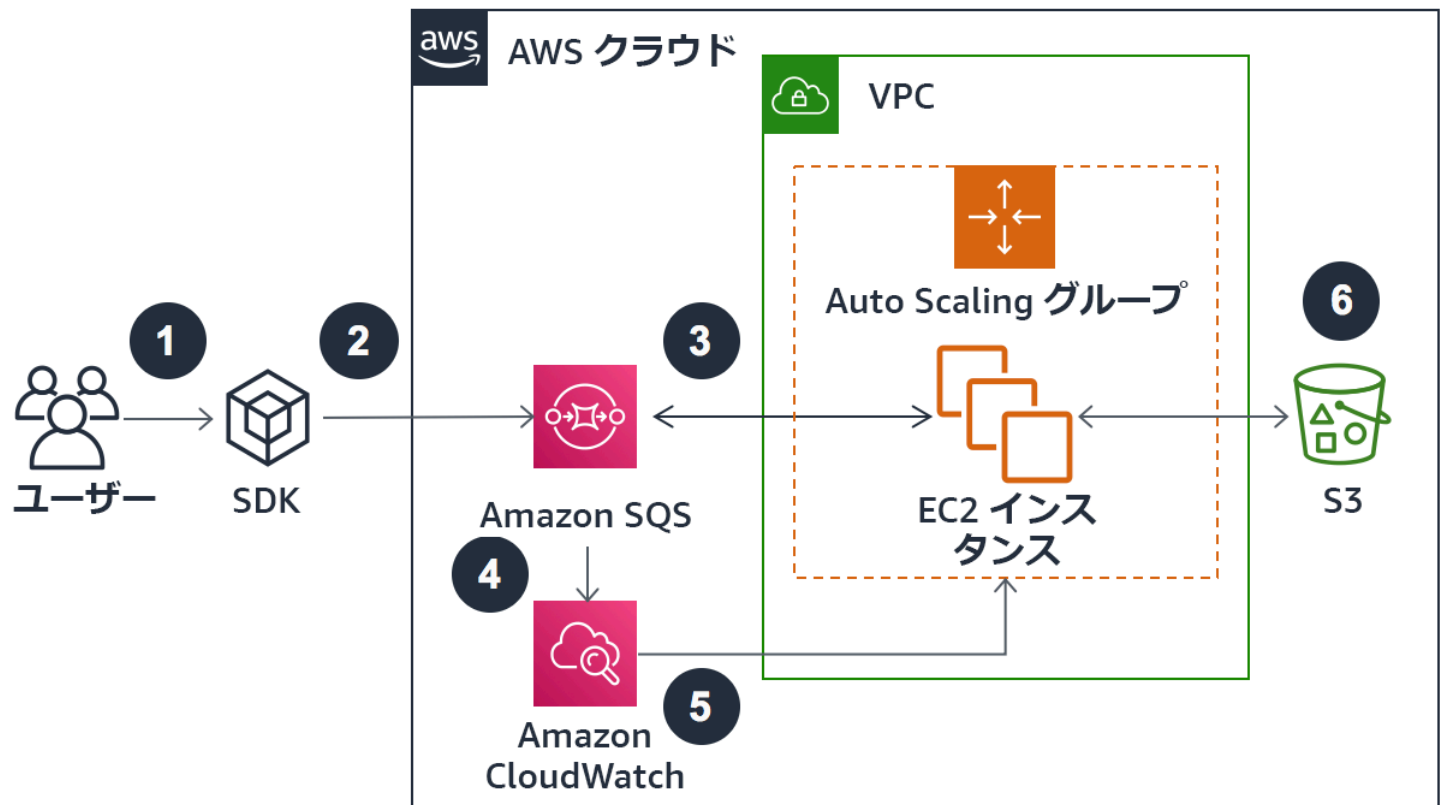 aws
AWS クラウド
VPC
Auto Scaling グループ
1
2
3
6
ユーザー
SDK
Amazon SQS
EC2 インス
タンス
S3
4
5
Amazon
CloudWatch